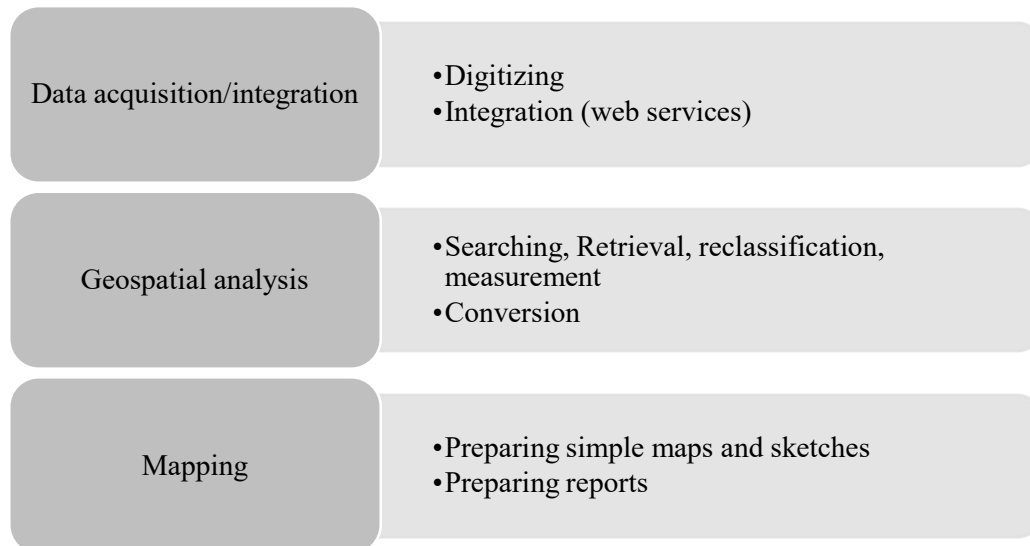 Data acquisition/integration
•Digitizing
•Integration (web services)
Geospatial analysis
•Searching, Retrieval, reclassification,
measurement
•Conversion
Mapping
•Preparing simple maps and sketches
•Preparing reports